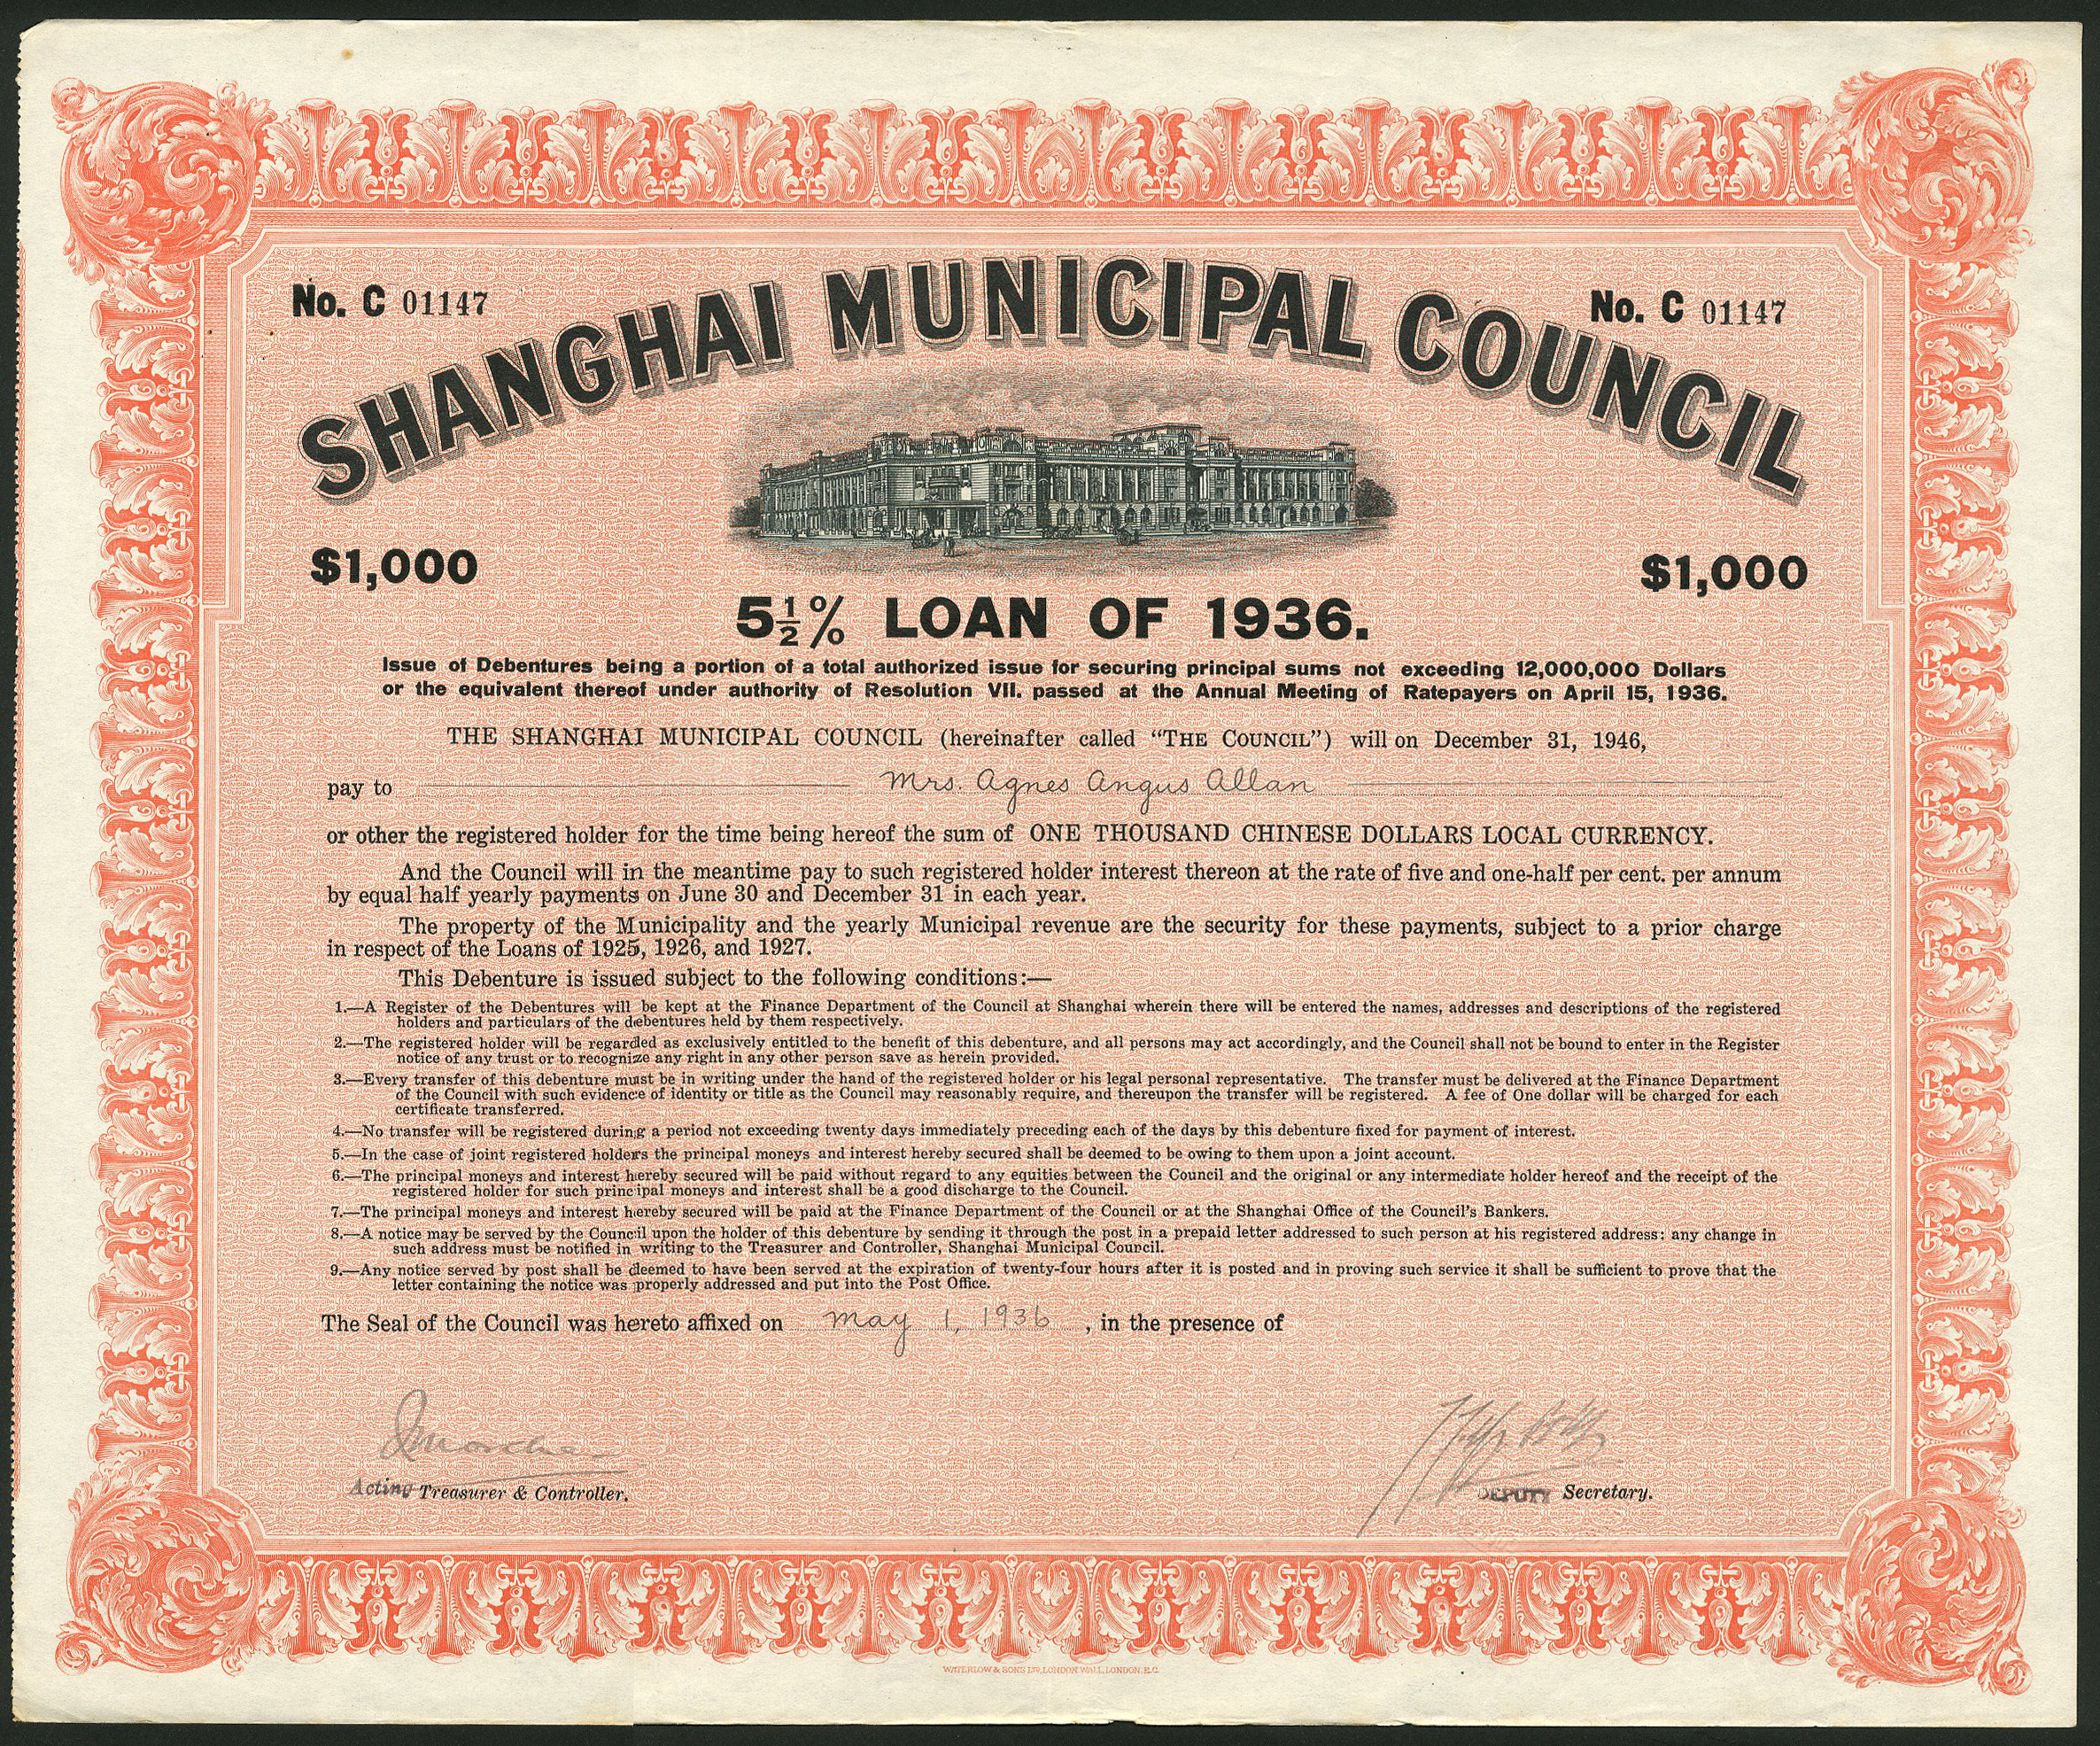 No. C 01147
No. C 01147
SHANGHAI MUNICIPAL COUNCIL
$1,000
$1,000
5½% LOAN OF 1936.
Issue of Debentures being a portion of a total authorized issue for securing principal sums not exceeding 12,000,000 Dollars
or the equivalent thereof under authority of Resolution VII. passed at the Annual Meeting of Ratepayers on April 15, 1936.
THE SHANGHAI MUNICIPAL COUNCIL (hereinafter called "THE COUNCIL") will on December 31, 1946,
pay to Mrs. Agnes Angus Allan
or other the registered holder for the time being hereof the sum of ONE THOUSAND CHINESE DOLLARS LOCAL CURRENCY.
And the Council will in the meantime pay to such registered holder interest thereon at the rate of five and one-half per cent. per annum
by equal half yearly payments on June 30 and December 31 in each year.
The property of the Municipality and the yearly Municipal revenue are the security for these payments, subject to a prior charge
in respect of the Loans of 1925, 1926, and 1927.
This Debenture is issued subject to the following conditions:—
1.—A Register of the Debentures will be kept at the Finance Department of the Council at Shanghai wherein there will be entered the names, addresses and descriptions of the registered
holders and particulars of the debentures held by them respectively.
2.—The registered holder will be regarded as exclusively entitled to the benefit of this debenture, and all persons may act accordingly, and the Council shall not be bound to enter in the Register
notice of any trust or to recognize any right in any other person save as herein provided.
3.—Every transfer of this debenture must be in writing under the hand of the registered holder or his legal personal representative. The transfer must be delivered at the Finance Department
of the Council with such evidence of identity or title as the Council may reasonably require, and thereupon the transfer will be registered. A fee of One dollar will be charged for each
certificate transferred.
4.—No transfer will be registered during a period not exceeding twenty days immediately preceding each of the days by this debenture fixed for payment of interest.
5.—In the case of joint registered holders the principal moneys and interest hereby secured shall be deemed to be owing to them upon a joint account.
6.—The principal moneys and interest hereby secured will be paid without regard to any equities between the Council and the original or any intermediate holder hereof and the receipt of the
registered holder for such principal moneys and interest shall be a good discharge to the Council.
7.—The principal moneys and interest hereby secured will be paid at the Finance Department of the Council or at the Shanghai Office of the Council's Bankers.
8.—A notice may be served by the Council upon the holder of this debenture by sending it through the post in a prepaid letter addressed to such person at his registered address: any change in
such address must be notified in writing to the Treasurer and Controller, Shanghai Municipal Council.
9.—Any notice served by post shall be deemed to have been served at the expiration of twenty-four hours after it is posted and in proving such service it shall be sufficient to prove that the
letter containing the notice was properly addressed and put into the Post Office.
The Seal of the Council was hereto affixed on May 1, 1936, in the presence of
Acting Treasurer & Controller.
DEPUTY Secretary.
WATERLOW & SONS LTD, LONDON WALL, LONDON, E.C.